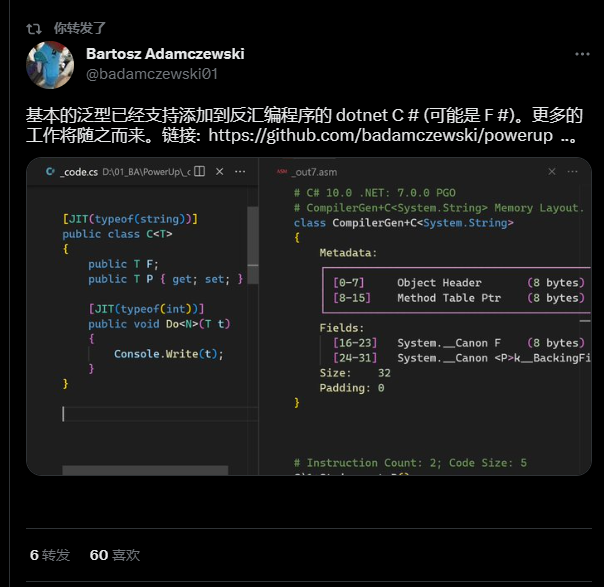 你转发了
Bartosz Adamczewski
@badamczewski01
基本的泛型已经支持添加到反汇编程序的 dotnet C # (可能是 F #)。更多的
工作将随之而来。链接: https://github.com/badamczewski/powerup ..。
_code.cs D:\01_BA\PowerUp\_c
[JIT(typeof(string))]
public class C<T>
{
public T F;
public T P { get; set; }
[JIT(typeof(int))]
public void Do<N>(T t)
{
Console.Write(t);
}
}
_out7.asm
# C# 10.0 .NET: 7.0.0 PGO
# CompilerGen+C<System.String> Memory Layout.
class CompilerGen+C<System.String>
{
Metadata:
[0-7] Object Header (8 bytes)
[8-15] Method Table Ptr (8 bytes)
Fields:
[16-23] System.__Canon F (8 bytes)
[24-31] System.__Canon <P>k__BackingFi
Size: 32
Padding: 0
}
# Instruction Count: 2; Code Size: 5
6 转发 60 喜欢